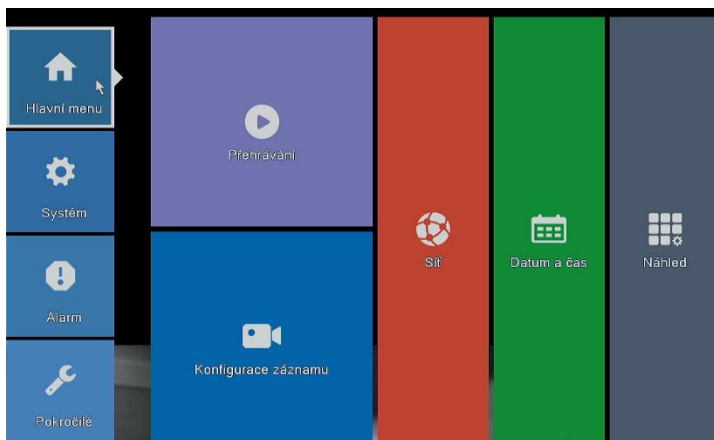 Hlavní menu
Systém
Alarm
Pokročilé
Přehrávání
Konfigurace záznamu
Síť
Datum a čas
Náhled